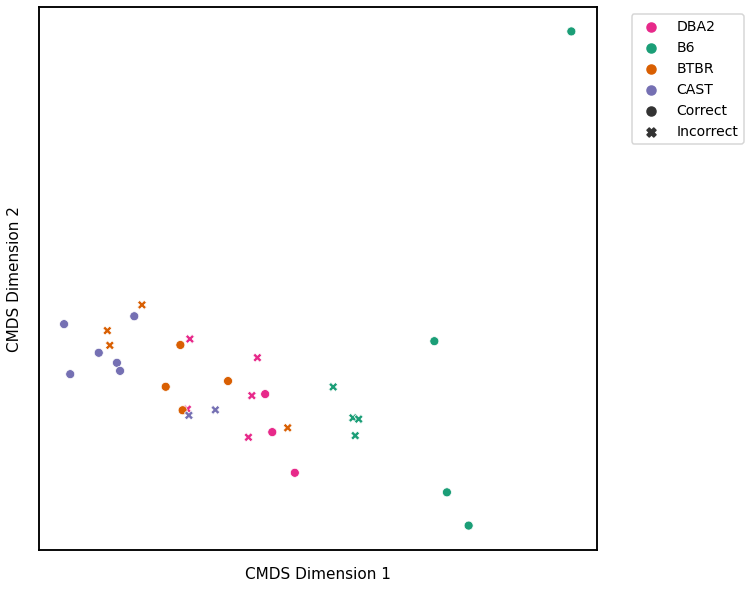 DBA2
B6
BTBR
CAST
Correct
Incorrect
CMDS Dimension 2
CMDS Dimension 1